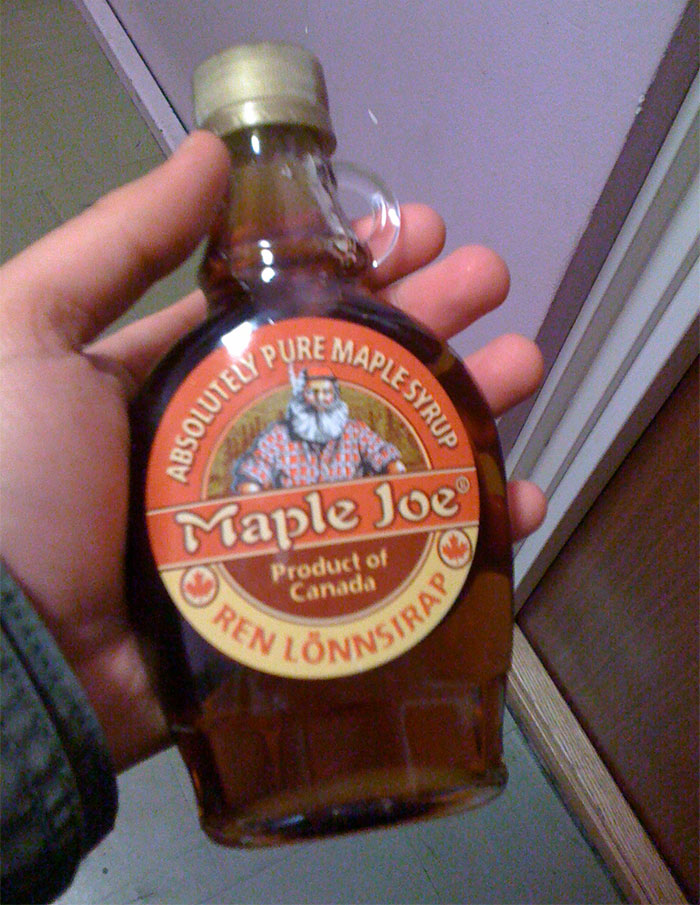 ABSOLUTELY PURE MAPLE SYRUP
Maple Joe®
Product of
Canada
REN LÖNNSIRAP